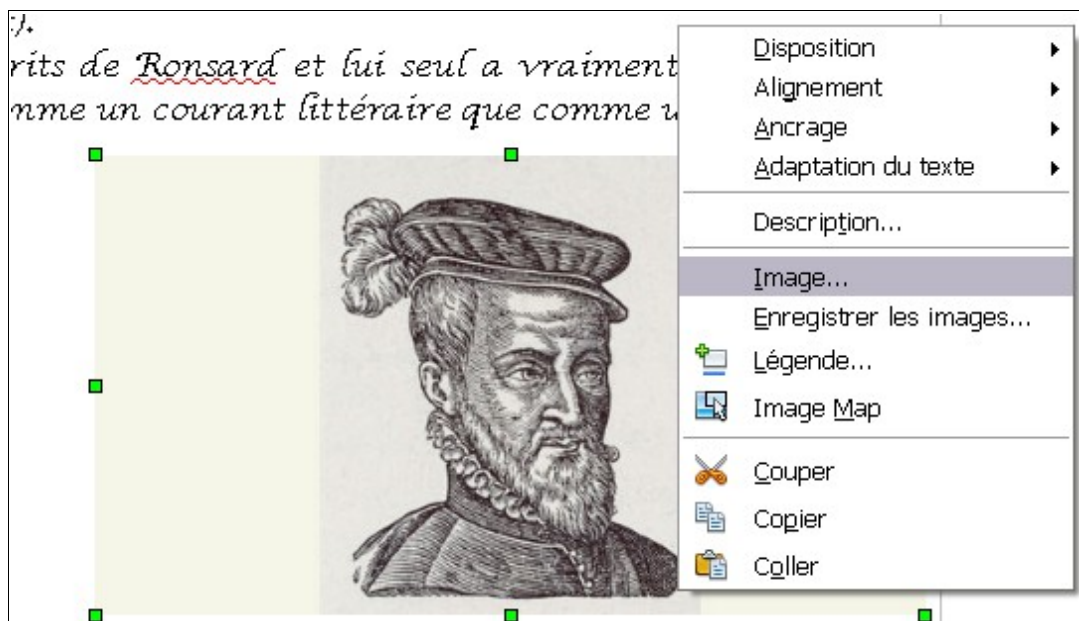 ).
rits de Ronsard et lui seul a vraiment
mme un courant littéraire que comme u
Disposition
Alignement
Ancrage
Adaptation du texte
Description...
Image...
Enregistrer les images...
Légende...
Image Map
Couper
Copier
Coller